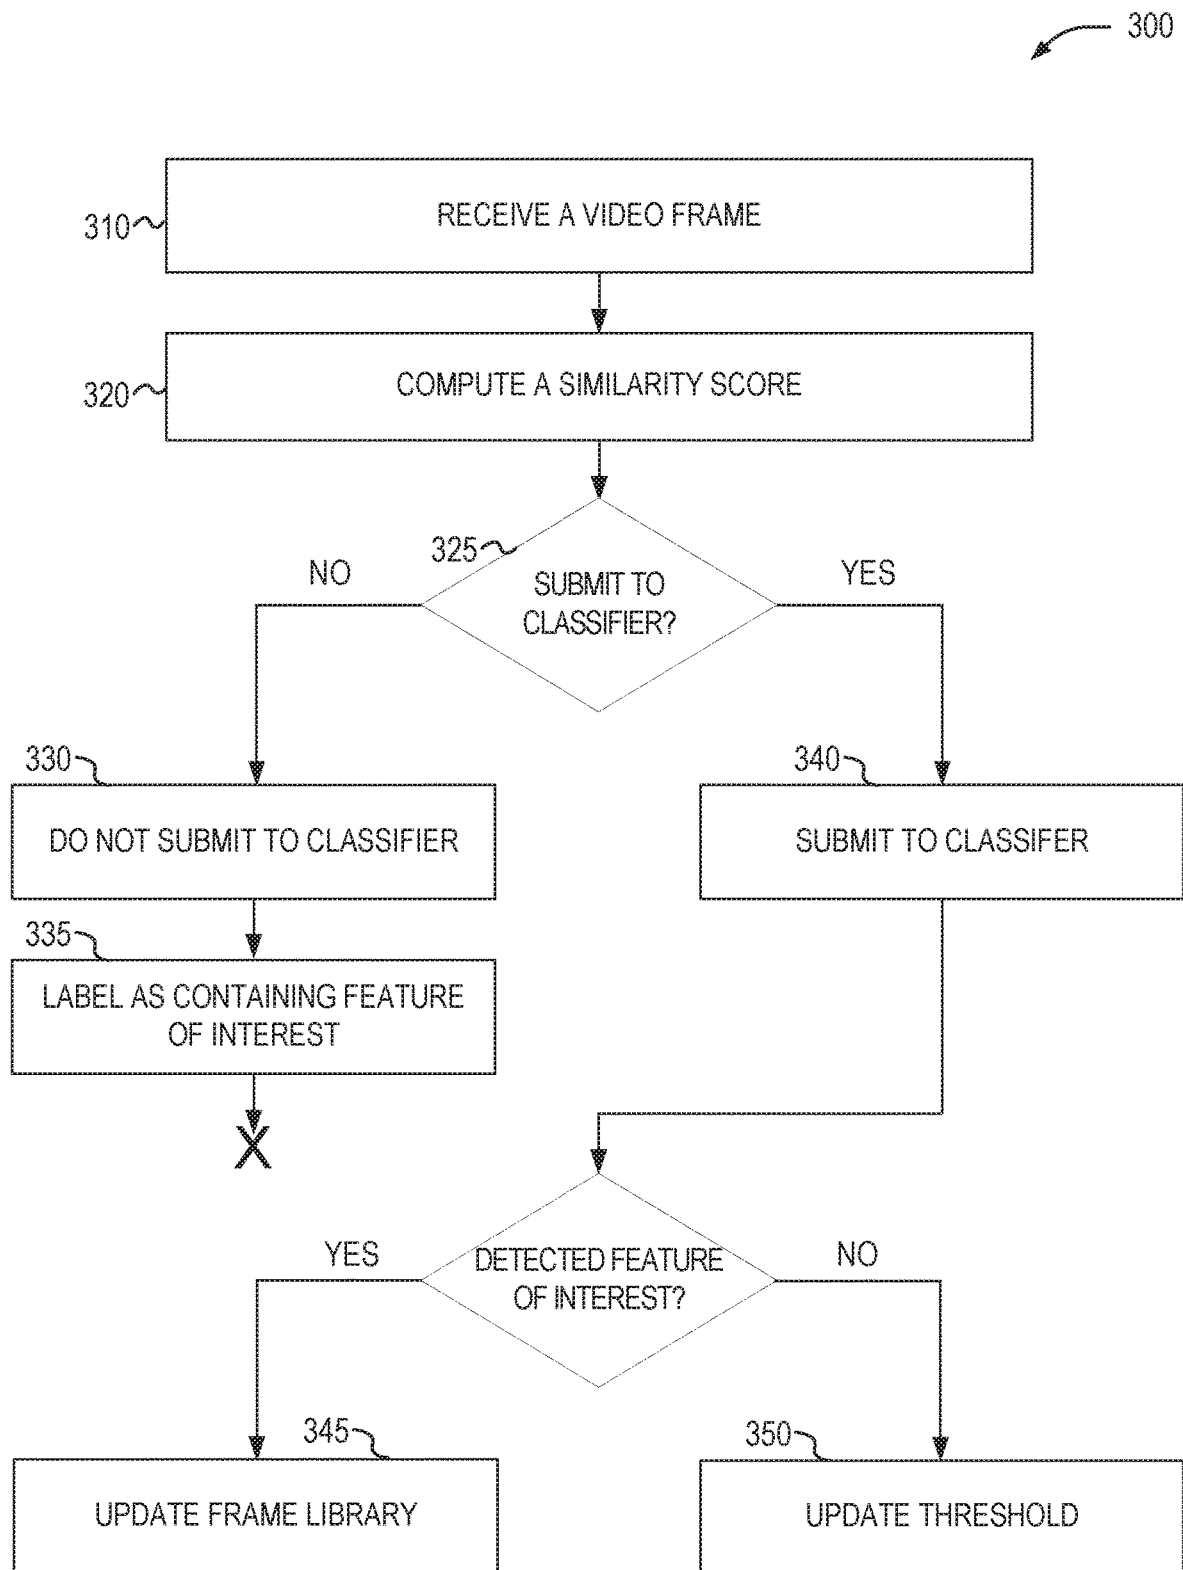 300
310
RECEIVE A VIDEO FRAME
320
COMPUTE A SIMILARITY SCORE
325
NO
YES
SUBMIT TO
CLASSIFIER?
330
DO NOT SUBMIT TO CLASSIFIER
340
SUBMIT TO CLASSIFER
335
LABEL AS CONTAINING FEATURE
OF INTEREST
X
YES
NO
DETECTED FEATURE
OF INTEREST?
345
UPDATE FRAME LIBRARY
350
UPDATE THRESHOLD